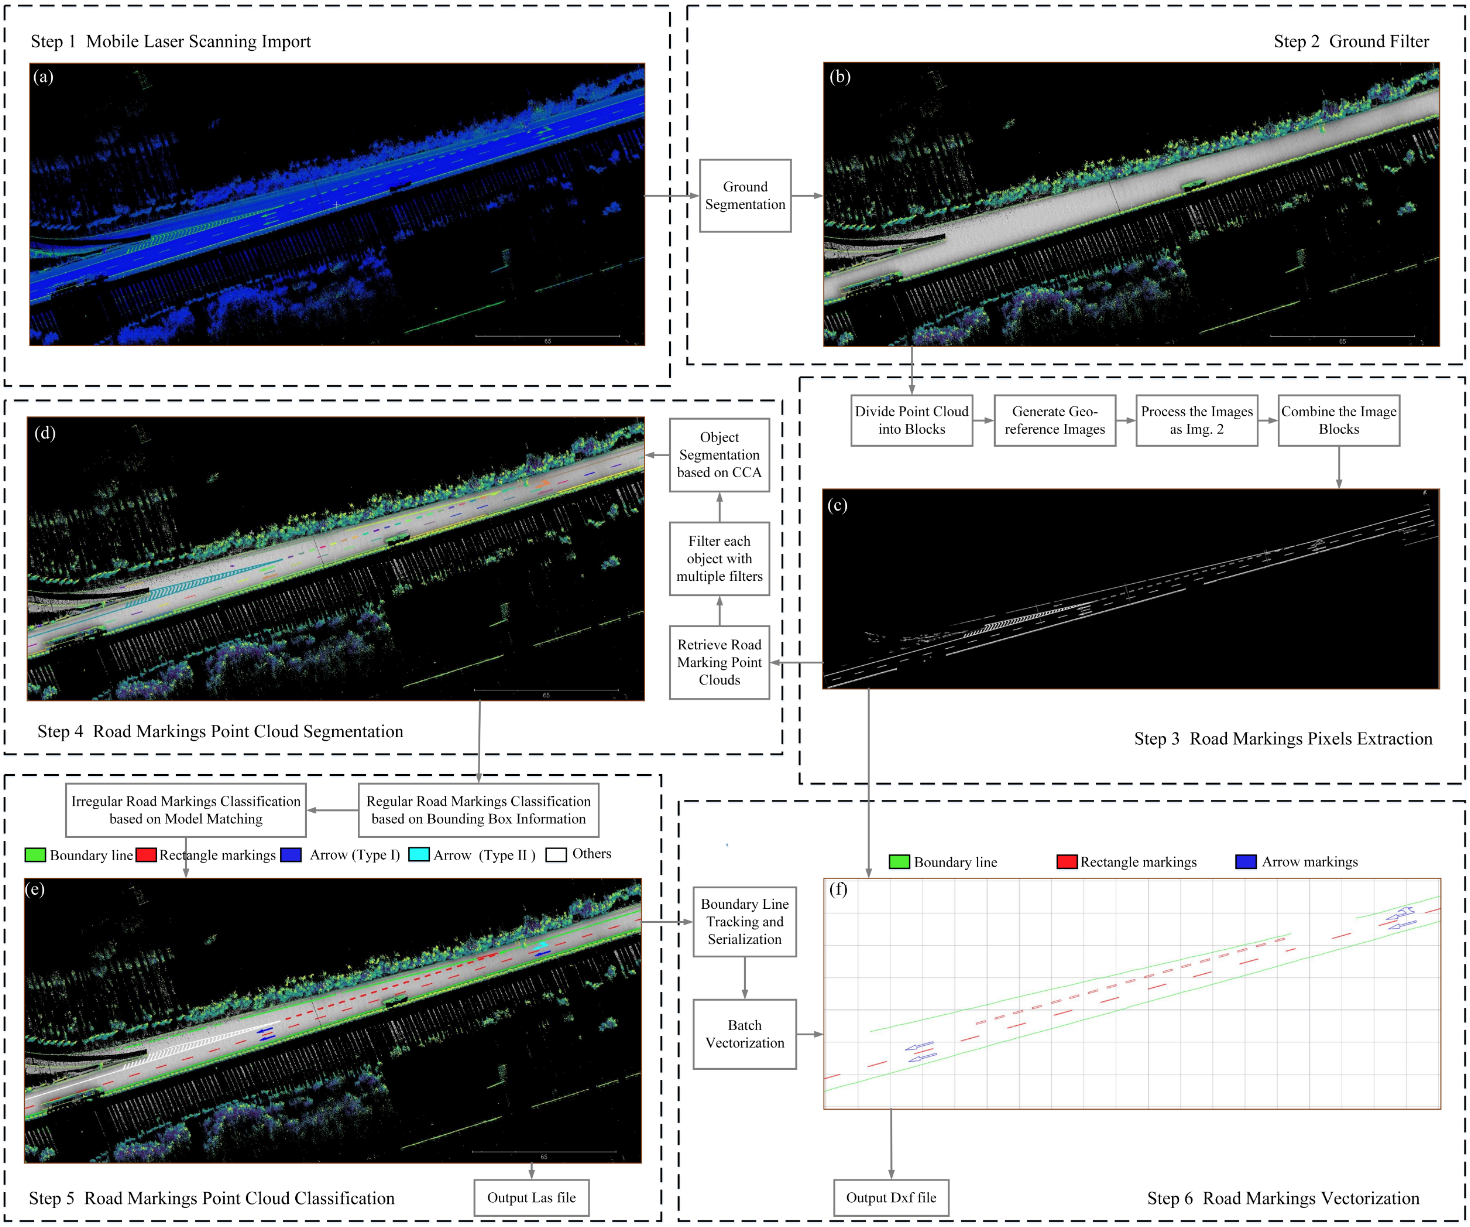 Step 1 Mobile Laser Scanning Import
(a)
65
Step 2 Ground Filter
(b)
65
Ground
Segmentation
Divide Point Cloud
into Blocks
Generate Geo-
reference Images
Process the Images
as Img. 2
Combine the Image
Blocks
(c)
Step 3 Road Markings Pixels Extraction
Retrieve Road
Marking Point
Clouds
Filter each
object with
multiple filters
Object
Segmentation
based on CCA
(d)
65
Step 4 Road Markings Point Cloud Segmentation
Regular Road Markings Classification
based on Bounding Box Information
Irregular Road Markings Classification
based on Model Matching
Boundary line
Rectangle markings
Arrow (Type I)
Arrow (Type II )
Others
(e)
65
Step 5 Road Markings Point Cloud Classification
Output Las file
Boundary Line
Tracking and
Serialization
Batch
Vectorization
Boundary line
Rectangle markings
Arrow markings
(f)
Output Dxf file
Step 6 Road Markings Vectorization